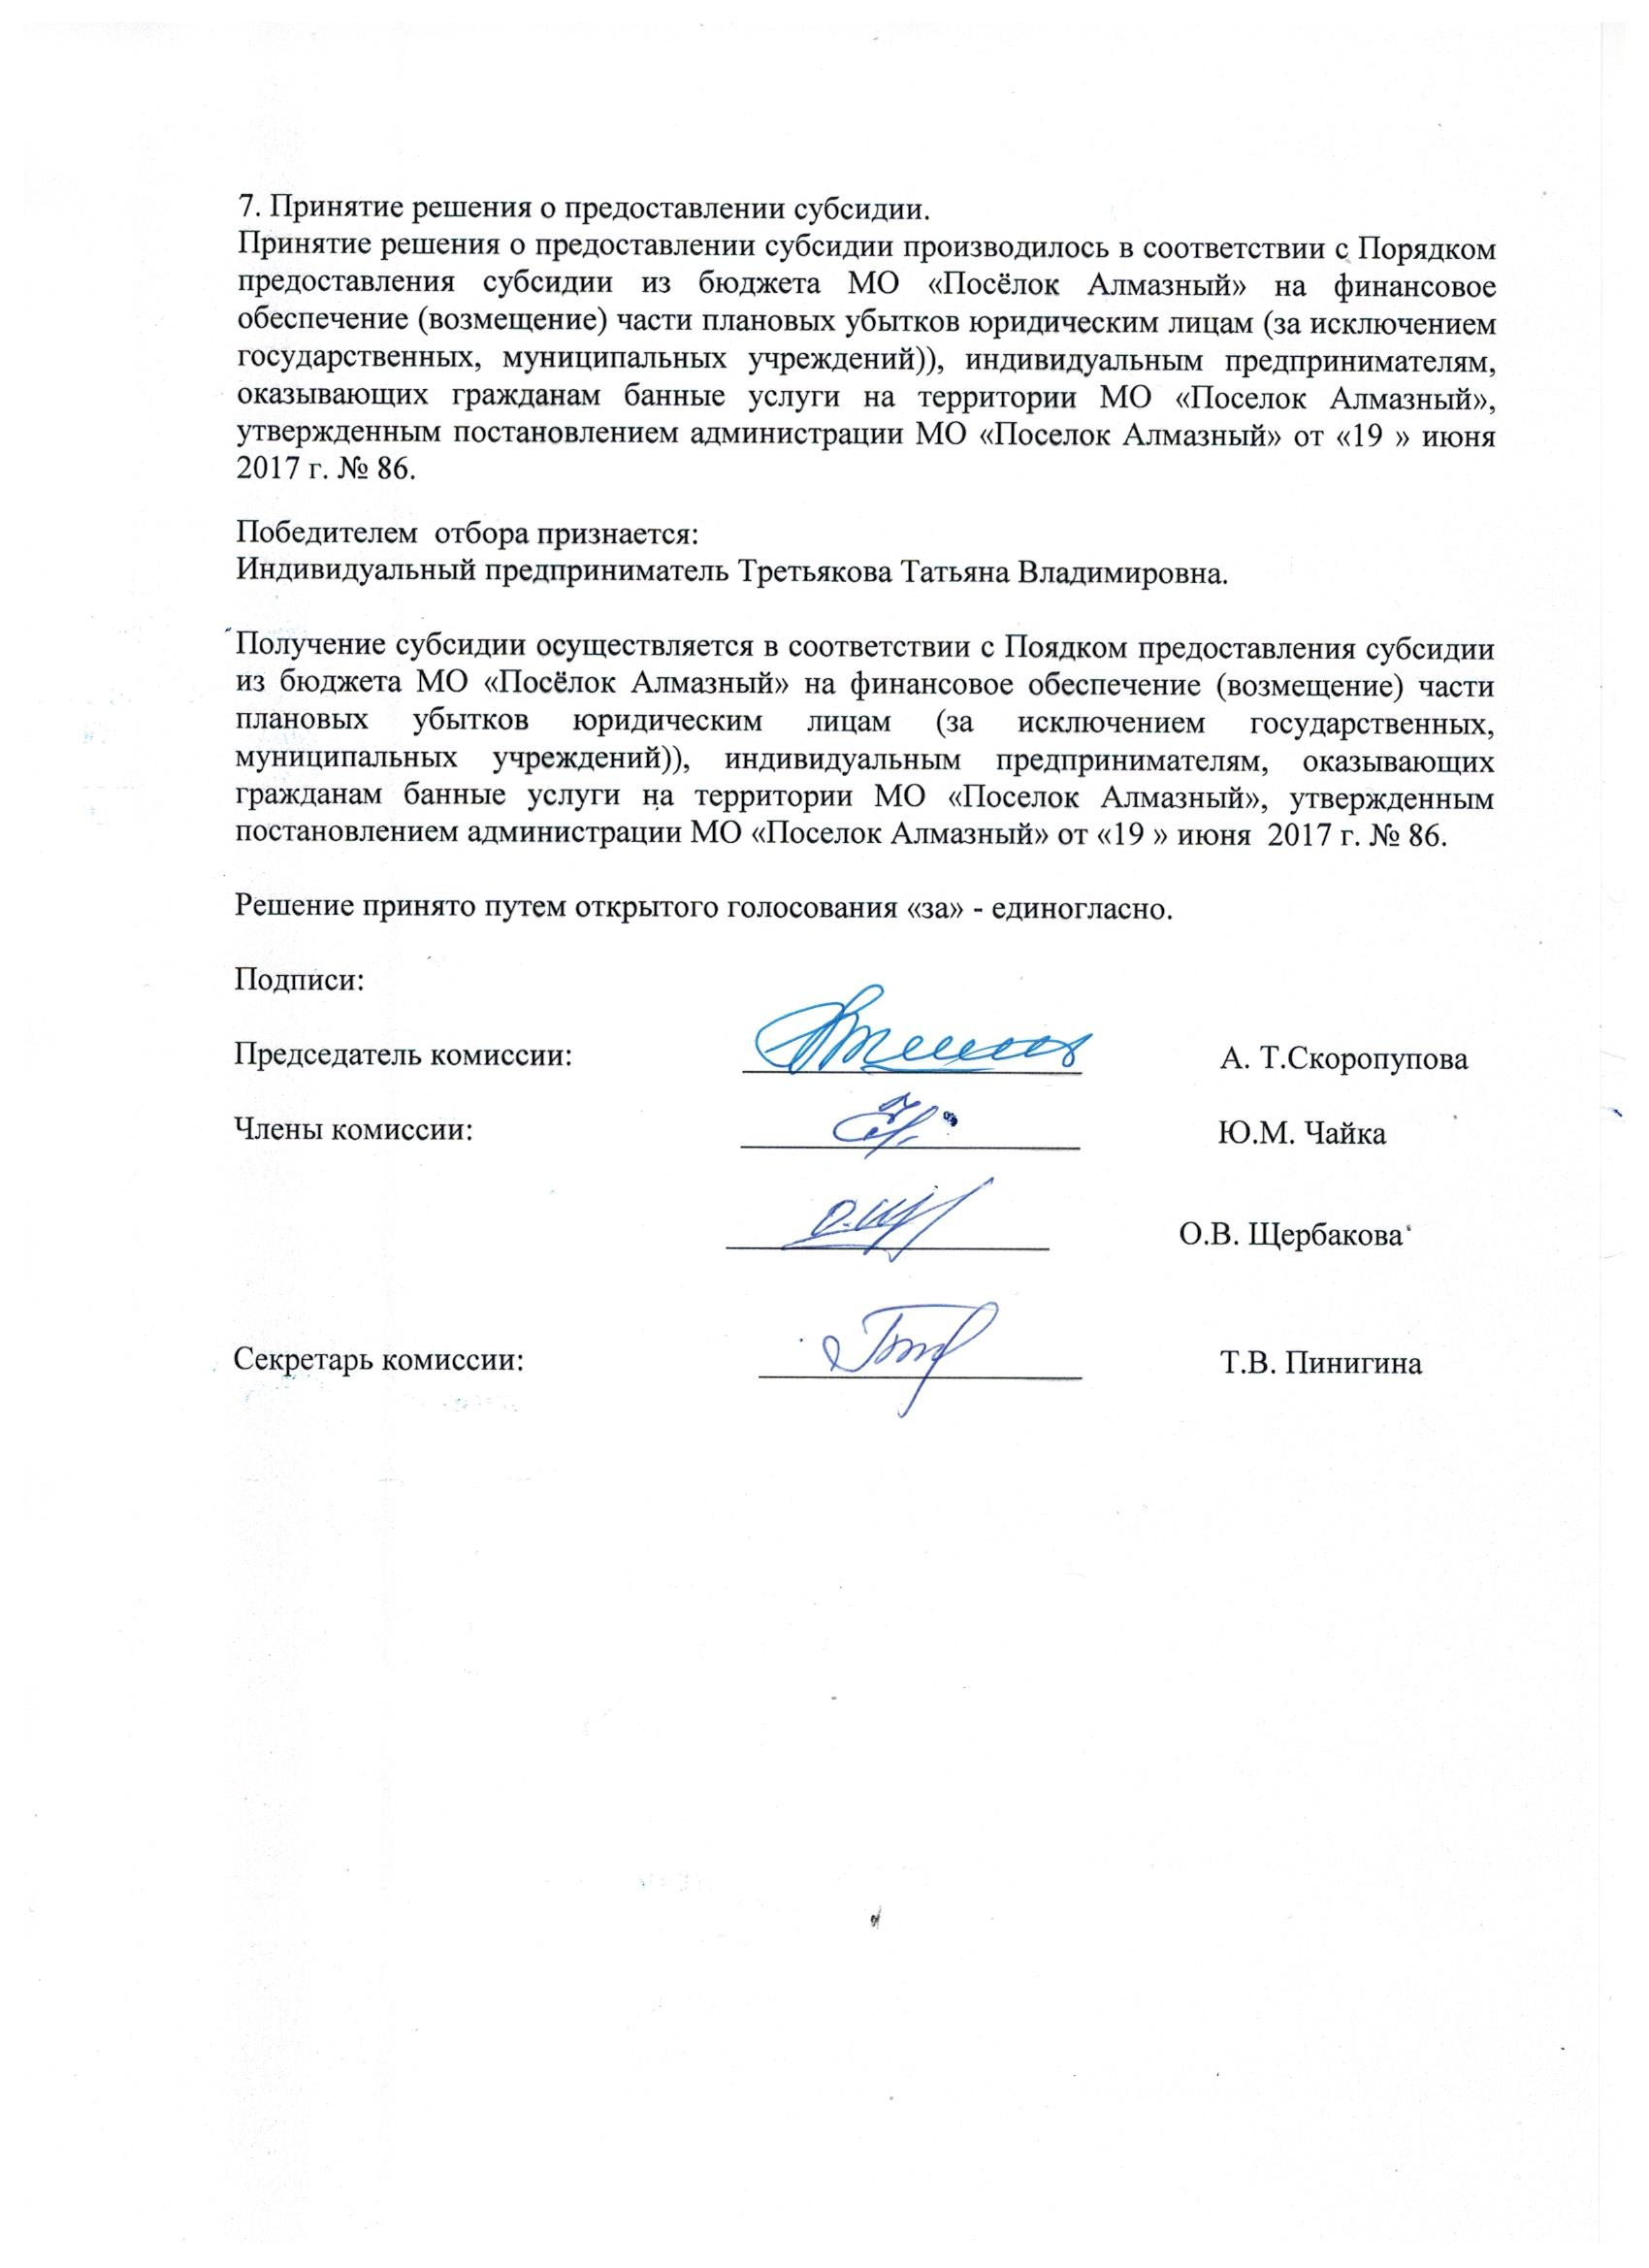 7. Принятие решения о предоставлении субсидии.
Принятие решения о предоставлении субсидии производилось в соответствии с Порядком
предоставления субсидии из бюджета МО «Посёлок Алмазный» на финансовое
обеспечение (возмещение) части плановых убытков юридическим лицам (за исключением
государственных, муниципальных учреждений)), индивидуальным предпринимателям,
оказывающих гражданам банные услуги на территории МО «Поселок Алмазный»,
утвержденным постановлением администрации МО «Поселок Алмазный» от «19 » июня
2017 г. № 86.
Победителем отбора признается:
Индивидуальный предприниматель Третьякова Татьяна Владимировна.
Получение субсидии осуществляется в соответствии с Поядком предоставления субсидии
из бюджета МО «Посёлок Алмазный» на финансовое обеспечение (возмещение) части
плановых убытков юридическим лицам (за исключением государственных,
муниципальных учреждений)), индивидуальным предпринимателям, оказывающих
гражданам банные услуги на территории МО «Поселок Алмазный», утвержденным
постановлением администрации МО «Поселок Алмазный» от «19 » июня 2017 г. № 86.
Решение принято путем открытого голосования «за» - единогласно.
Подписи:
Председатель комиссии: А. Т.Скоропупова
Члены комиссии: Ю.М. Чайка
О.В. Щербакова
Секретарь комиссии: Т.В. Пинигина